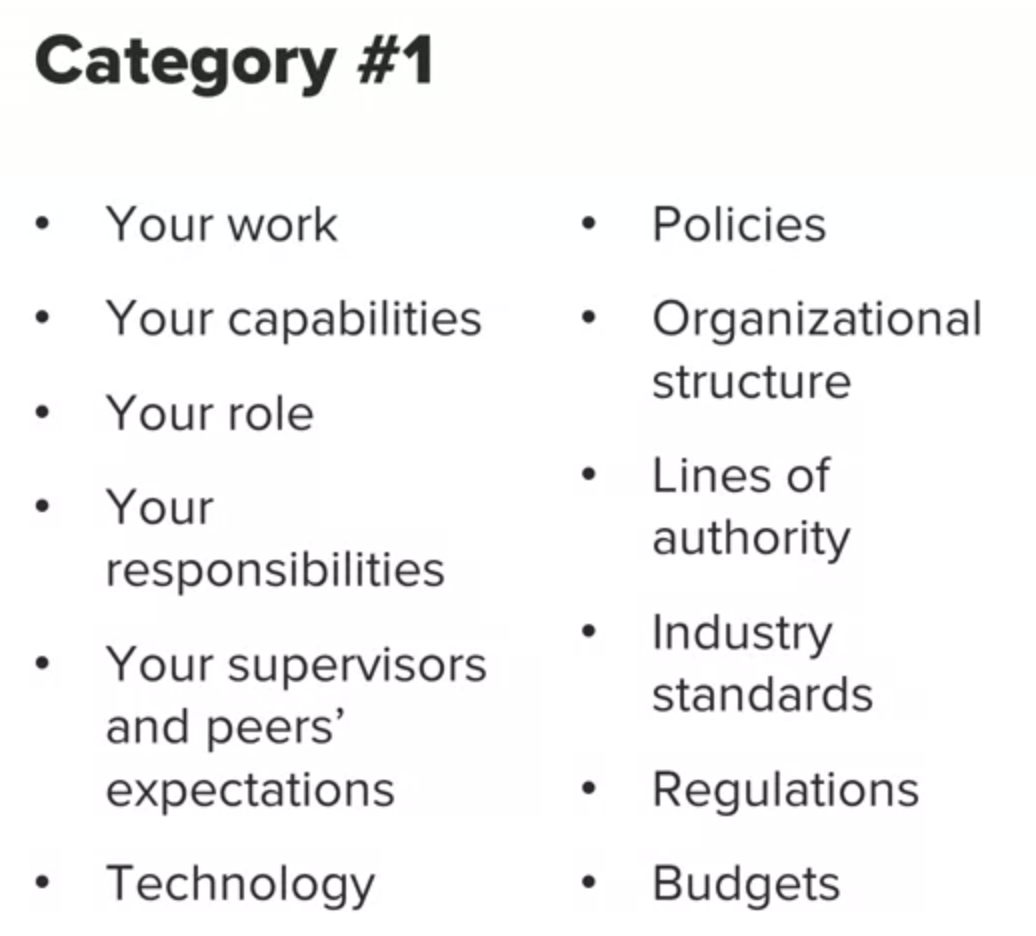 Category #1
• Your work
• Your capabilities
• Your role
• Your
responsibilities
• Your supervisors
and peers’
expectations
• Technology
• Policies
• Organizational
structure
• Lines of
authority
• Industry
standards
• Regulations
• Budgets